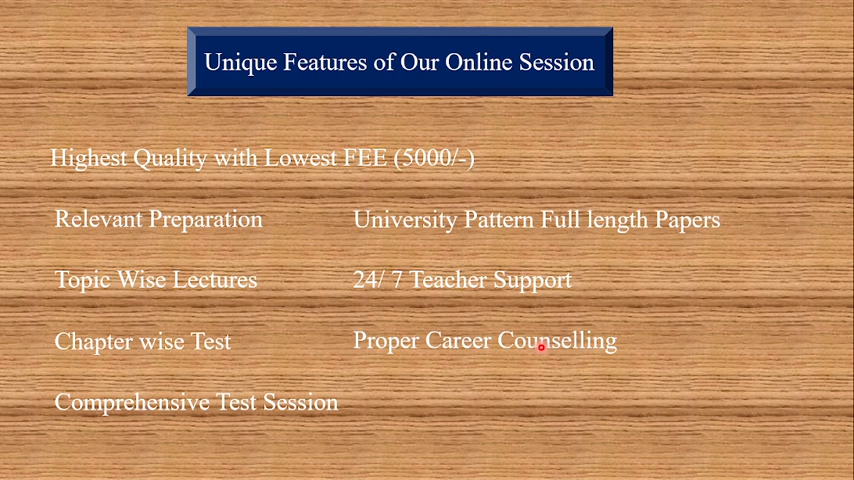 Unique Features of Our Online Session
Highest Quality with Lowest FEE (5000/-)
Relevant Preparation
University Pattern Full length Papers
Topic Wise Lectures
24/ 7 Teacher Support
Chapter wise Test
Proper Career Counselling
Comprehensive Test Session